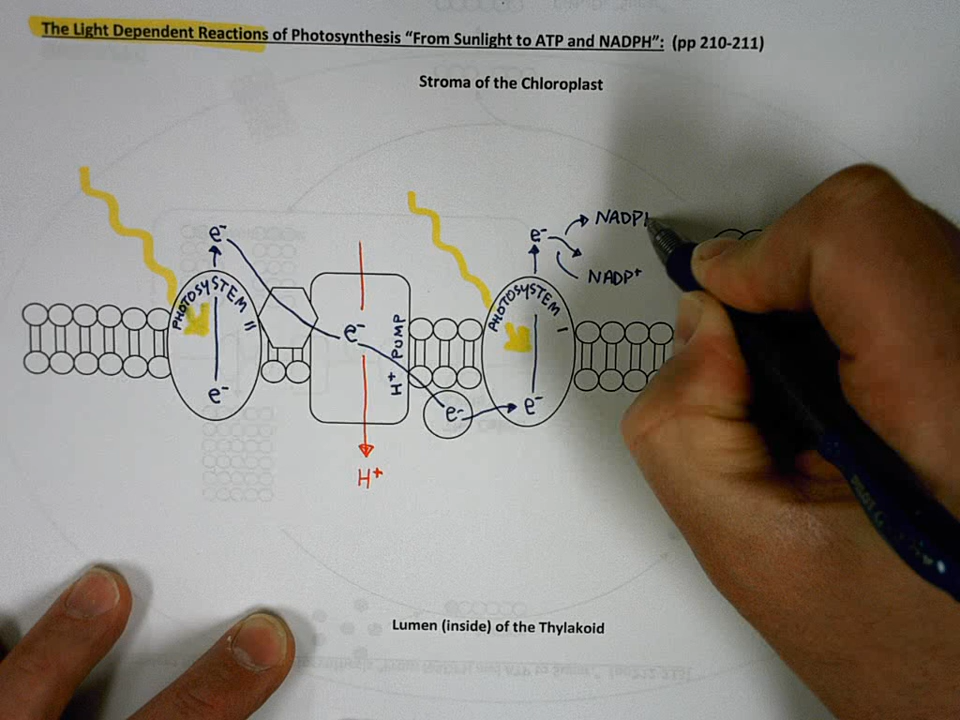 The Light Dependent Reactions of Photosynthesis “From Sunlight to ATP and NADPH”: (pp 210-211)
Stroma of the Chloroplast
e-
e-
NADPH
NADP+
PHOTOSYSTEM II
PHOTOSYSTEM I
e-
H+ PUMP
e-
e-
e-
H+
Lumen (inside) of the Thylakoid